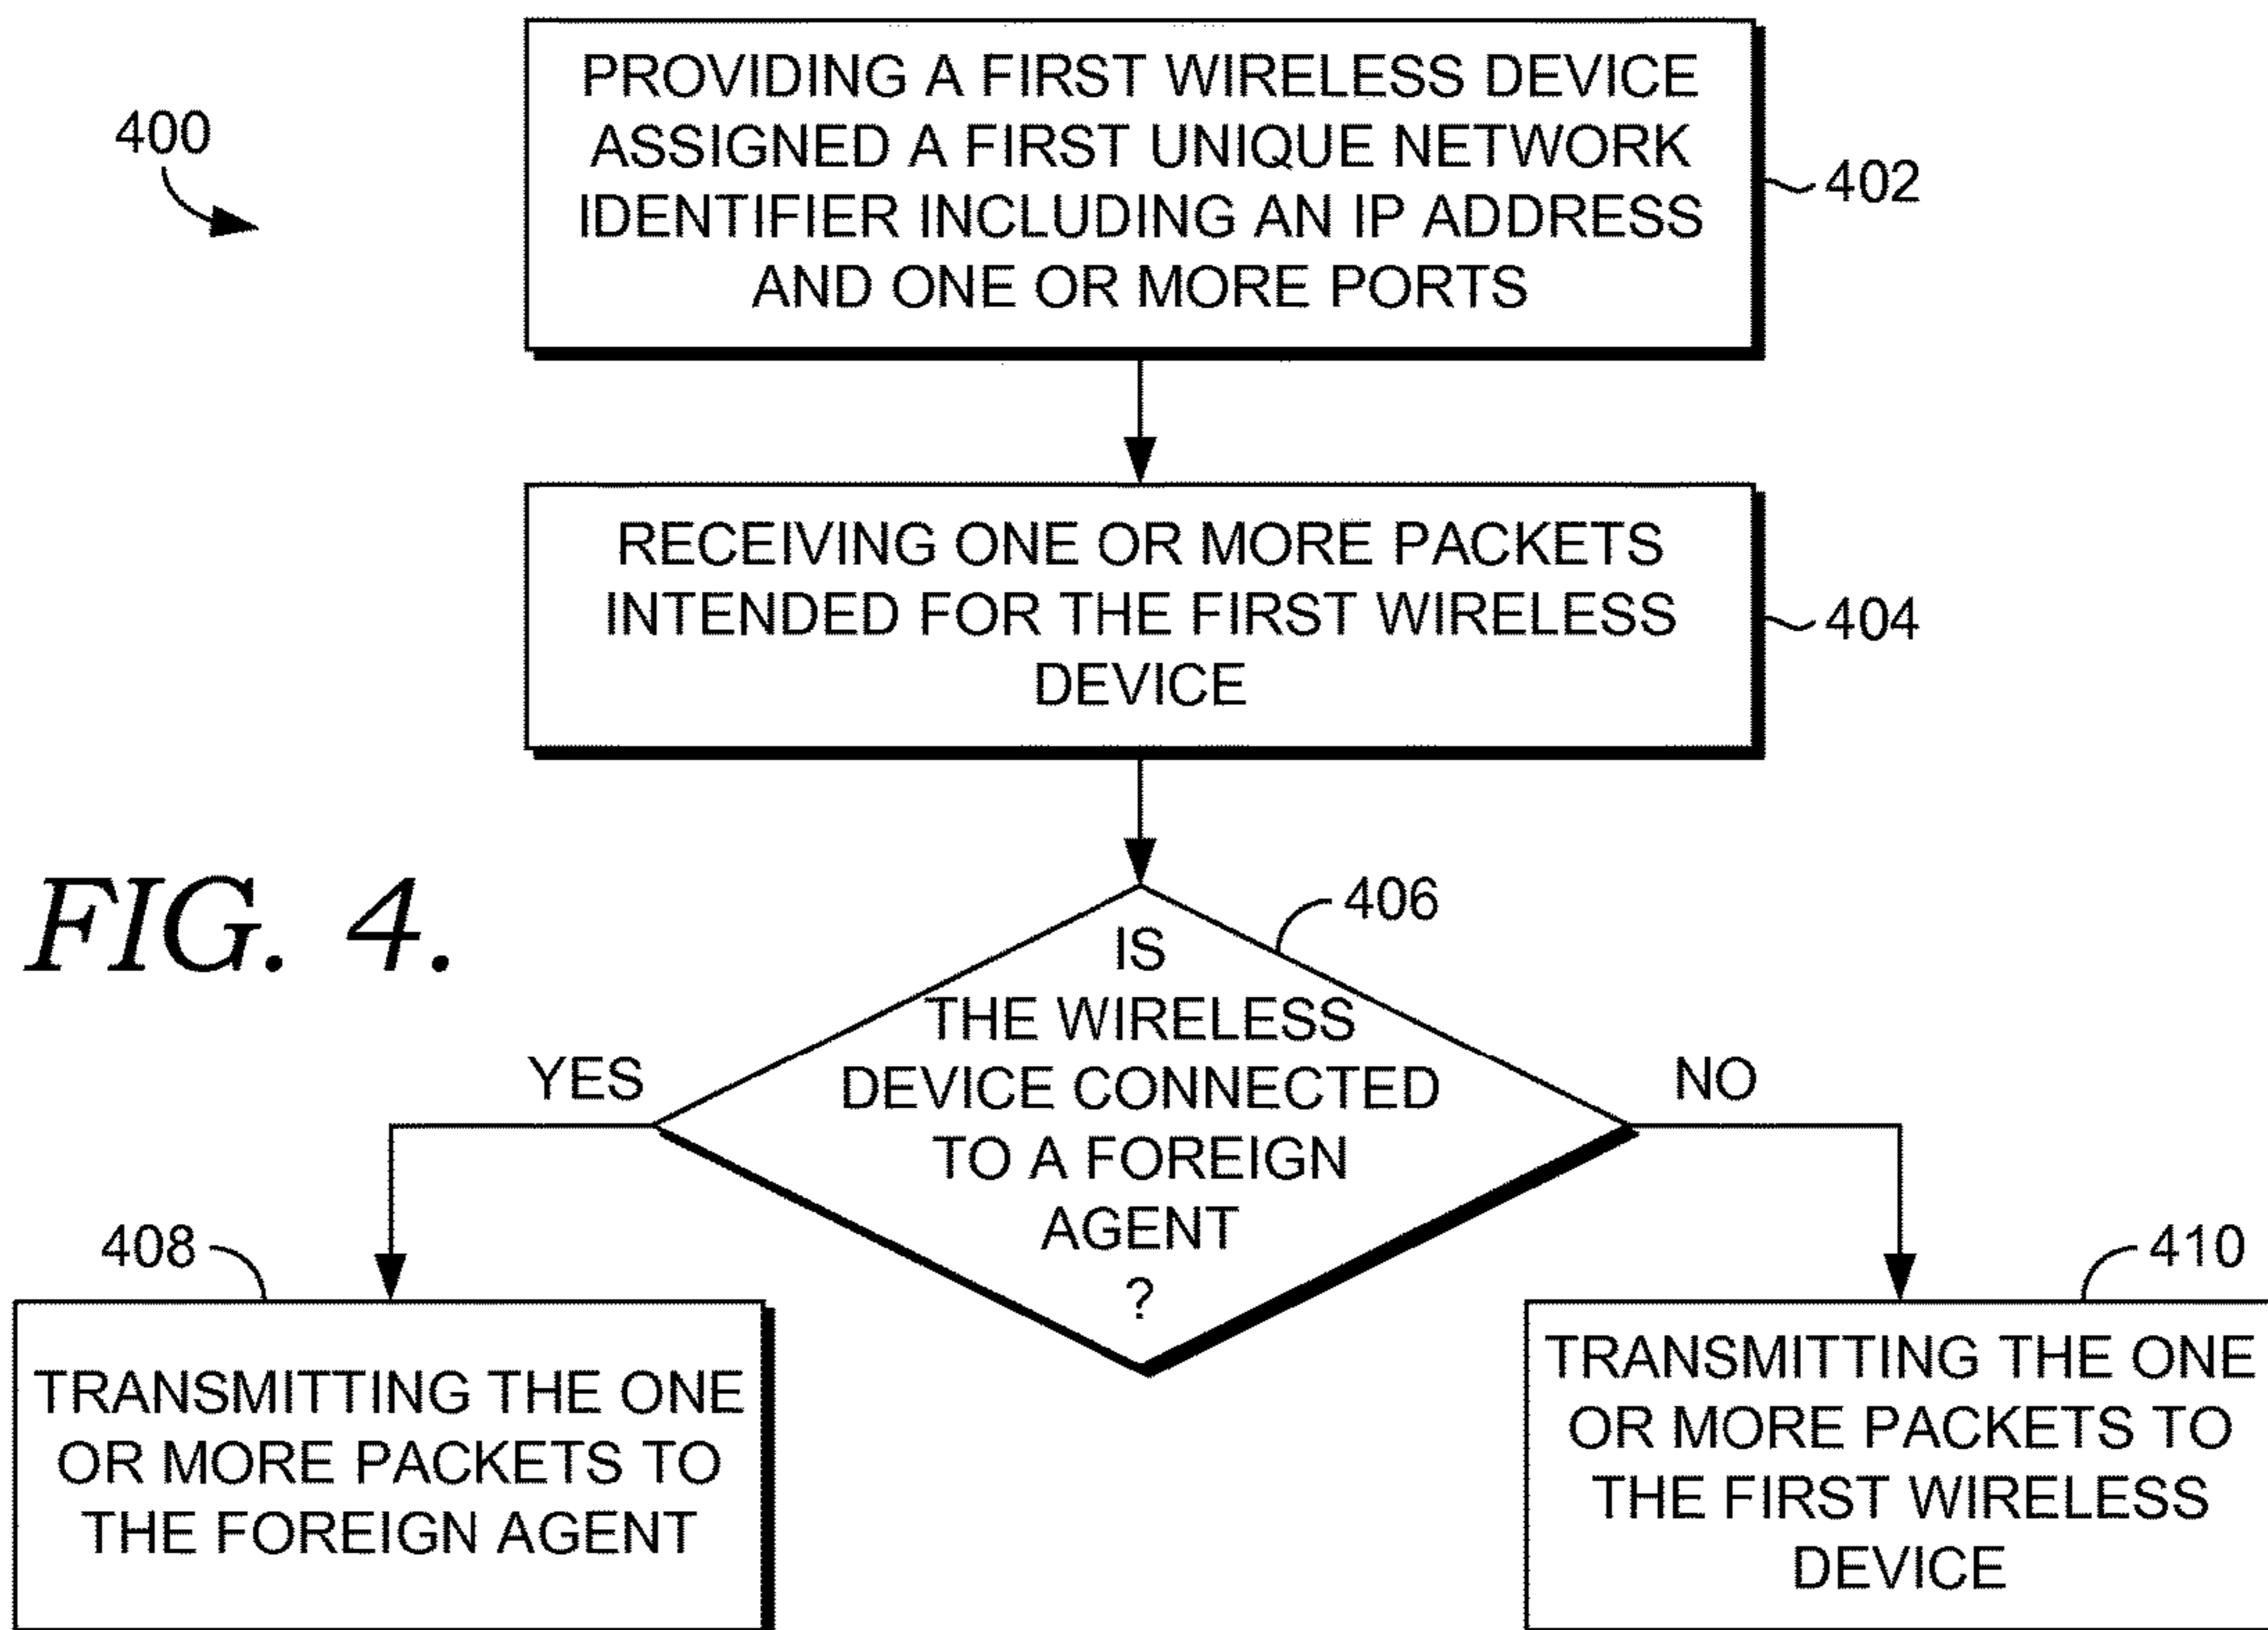 400
PROVIDING A FIRST WIRELESS DEVICE
ASSIGNED A FIRST UNIQUE NETWORK
IDENTIFIER INCLUDING AN IP ADDRESS
AND ONE OR MORE PORTS
402
RECEIVING ONE OR MORE PACKETS
INTENDED FOR THE FIRST WIRELESS
DEVICE
404
FIG. 4.
406
IS
THE WIRELESS
DEVICE CONNECTED
TO A FOREIGN
AGENT
?
YES
NO
408
TRANSMITTING THE ONE
OR MORE PACKETS TO
THE FOREIGN AGENT
410
TRANSMITTING THE ONE
OR MORE PACKETS TO
THE FIRST WIRELESS
DEVICE